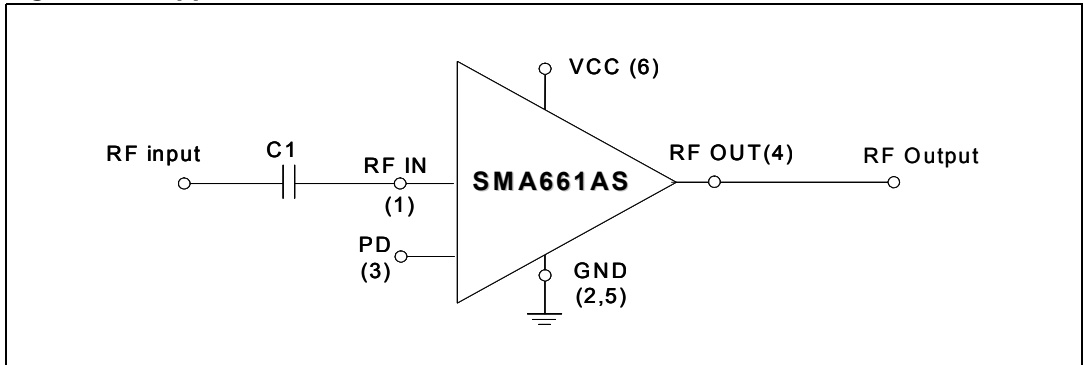 VCC (6)
RF input
C1
RF IN
(1)
SMA661AS
RF OUT(4)
RF Output
PD
(3)
GND
(2,5)